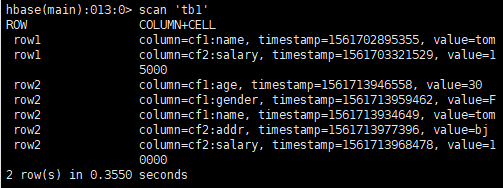 hbase(main):013:0> scan 'tb1'
ROW COLUMN+CELL
row1 column=cf1:name, timestamp=1561702895355, value=tom
row1 column=cf2:salary, timestamp=1561703321529, value=1
5000
row2 column=cf1:age, timestamp=1561713946558, value=30
row2 column=cf1:gender, timestamp=1561713959462, value=F
row2 column=cf1:name, timestamp=1561713934649, value=tom
row2 column=cf2:addr, timestamp=1561713977396, value=bj
row2 column=cf2:salary, timestamp=1561713968478, value=1
0000
2 row(s) in 0.3550 seconds